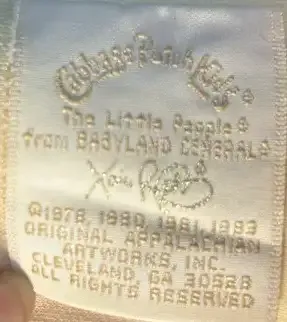 Cabbage Patch Kids®
The Little People®
from BABYLAND GENERAL®
©1978, 1980, 1981, 1983
ORIGINAL APPALACHIAN
ARTWORKS, INC.
CLEVELAND, GA 30528
ALL RIGHTS RESERVED